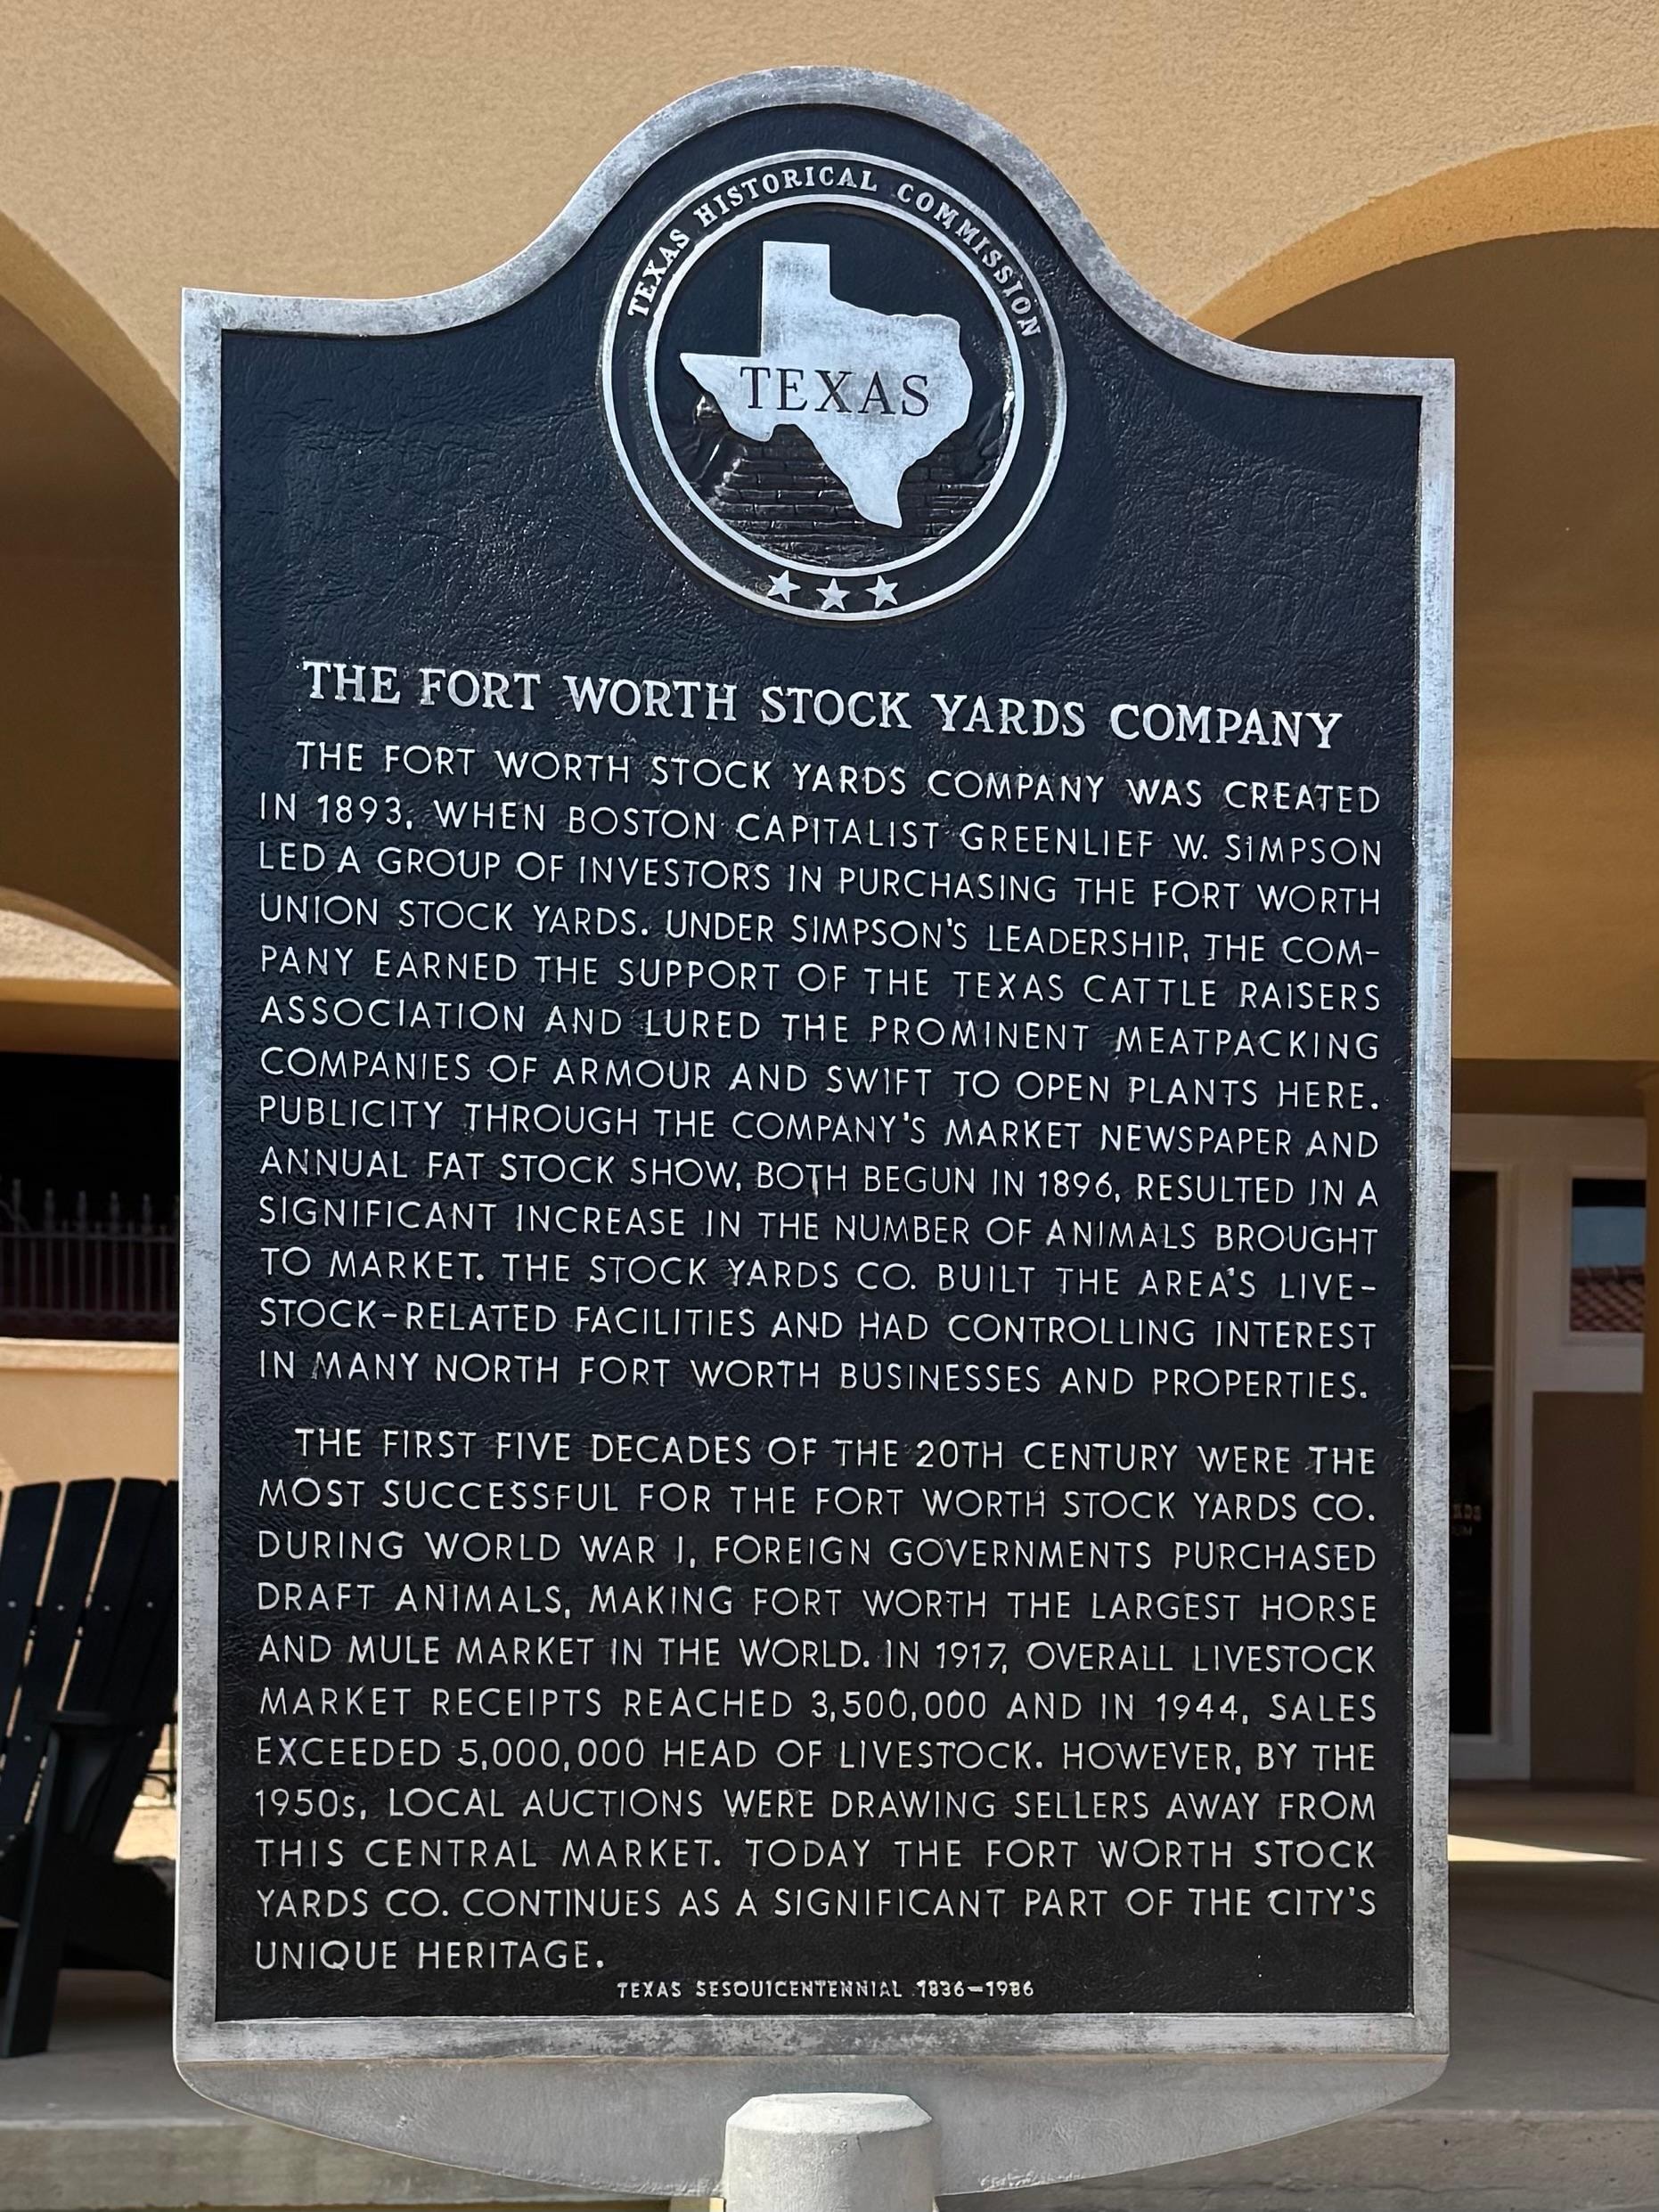 TEXAS HISTORICAL COMMISSION
TEXAS
THE FORT WORTH STOCK YARDS COMPANY
THE FORT WORTH STOCK YARDS COMPANY WAS CREATED
IN 1893, WHEN BOSTON CAPITALIST GREENLIEF W. SIMPSON
LED A GROUP OF INVESTORS IN PURCHASING THE FORT WORTH
UNION STOCK YARDS. UNDER SIMPSON'S LEADERSHIP, THE COM-
PANY EARNED THE SUPPORT OF THE TEXAS CATTLE RAISERS
ASSOCIATION AND LURED THE PROMINENT MEATPACKING
COMPANIES OF ARMOUR AND SWIFT TO OPEN PLANTS HERE.
PUBLICITY THROUGH THE COMPANY'S MARKET NEWSPAPER AND
ANNUAL FAT STOCK SHOW, BOTH BEGUN IN 1896, RESULTED IN A
SIGNIFICANT INCREASE IN THE NUMBER OF ANIMALS BROUGHT
TO MARKET. THE STOCK YARDS CO. BUILT THE AREA'S LIVE-
STOCK-RELATED FACILITIES AND HAD CONTROLLING INTEREST
IN MANY NORTH FORT WORTH BUSINESSES AND PROPERTIES.
THE FIRST FIVE DECADES OF THE 20TH CENTURY WERE THE
MOST SUCCESSFUL FOR THE FORT WORTH STOCK YARDS CO.
DURING WORLD WAR I, FOREIGN GOVERNMENTS PURCHASED
DRAFT ANIMALS, MAKING FORT WORTH THE LARGEST HORSE
AND MULE MARKET IN THE WORLD. IN 1917, OVERALL LIVESTOCK
MARKET RECEIPTS REACHED 3,500,000 AND IN 1944, SALES
EXCEEDED 5,000,000 HEAD OF LIVESTOCK. HOWEVER, BY THE
1950s, LOCAL AUCTIONS WERE DRAWING SELLERS AWAY FROM
THIS CENTRAL MARKET. TODAY THE FORT WORTH STOCK
YARDS CO. CONTINUES AS A SIGNIFICANT PART OF THE CITY'S
UNIQUE HERITAGE.
TEXAS SESQUICENTENNIAL 1836-1986